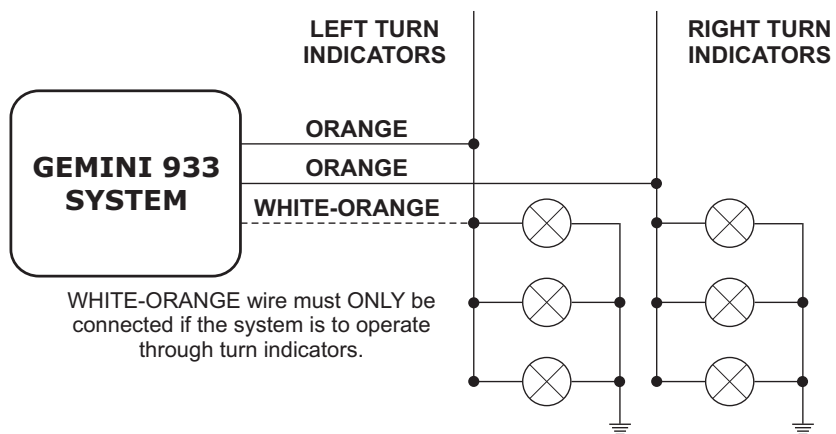 LEFT TURN
INDICATORS
RIGHT TURN
INDICATORS
GEMINI 933
SYSTEM
ORANGE
ORANGE
WHITE-ORANGE
WHITE-ORANGE wire must ONLY be
connected if the system is to operate
through turn indicators.